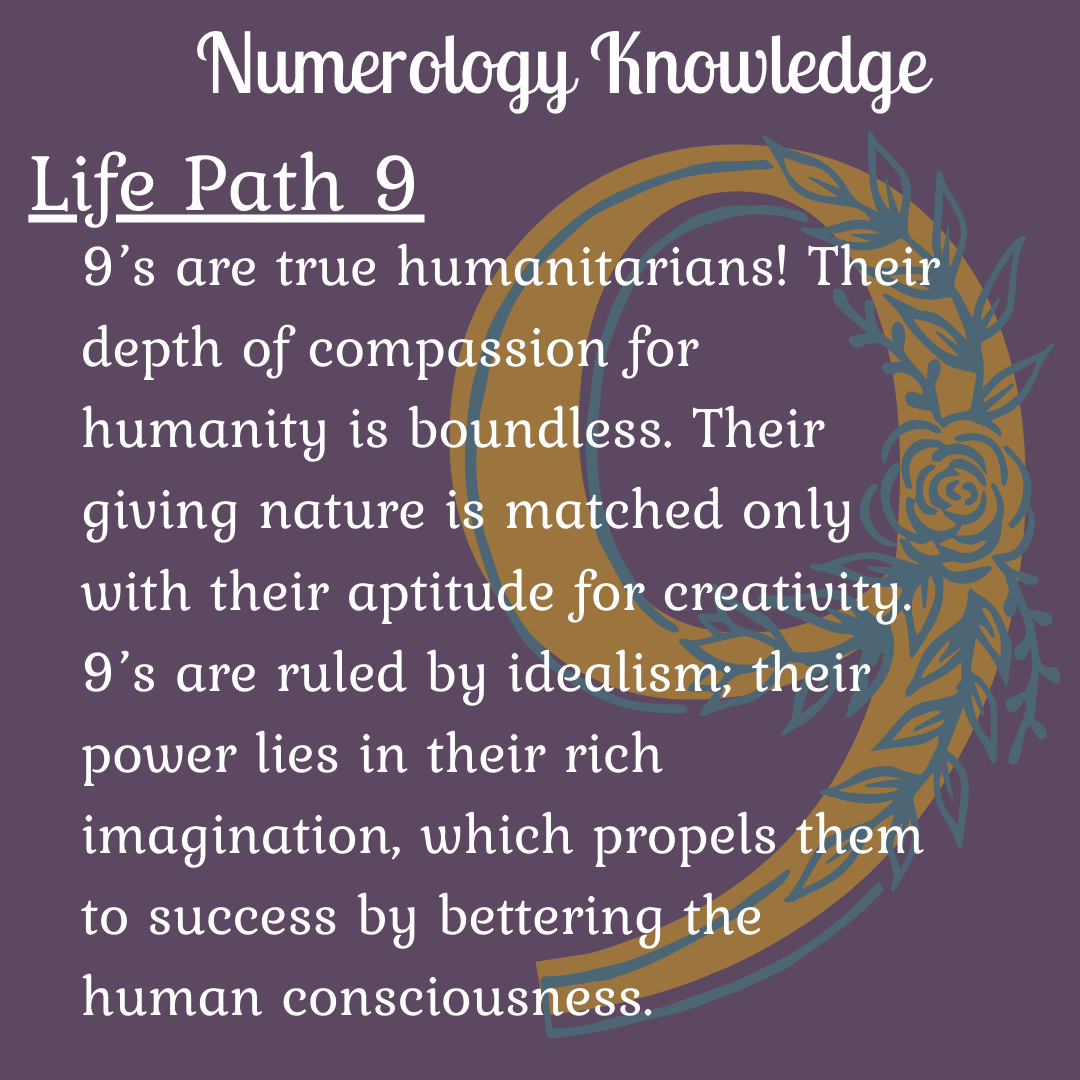 Numerology Knowledge
Life Path 9
9’s are true humanitarians! Their
depth of compassion for
humanity is boundless. Their
giving nature is matched only
with their aptitude for creativity.
9’s are ruled by idealism; their
power lies in their rich
imagination, which propels them
to success by bettering the
human consciousness.
9